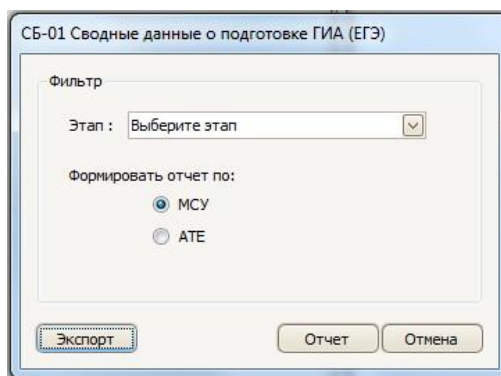 СБ-01 Сводные данные о подготовке ГИА (ЕГЭ)
Фильтр
Этап : Выберите этап
Формировать отчет по:
МСУ
АТЕ
Экспорт Отчет Отмена